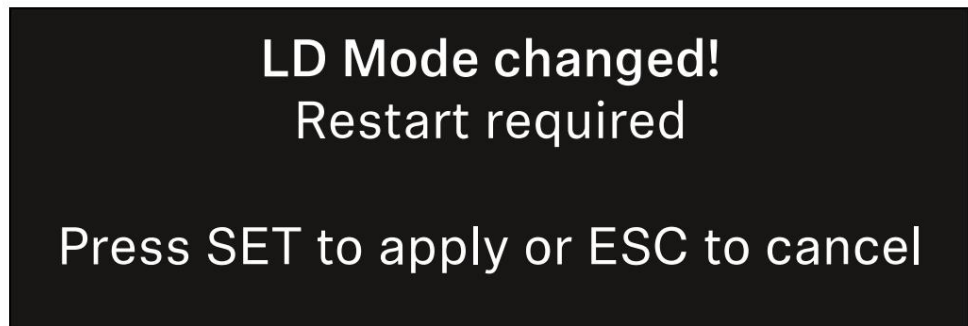 LD Mode changed!
Restart required
Press SET to apply or ESC to cancel